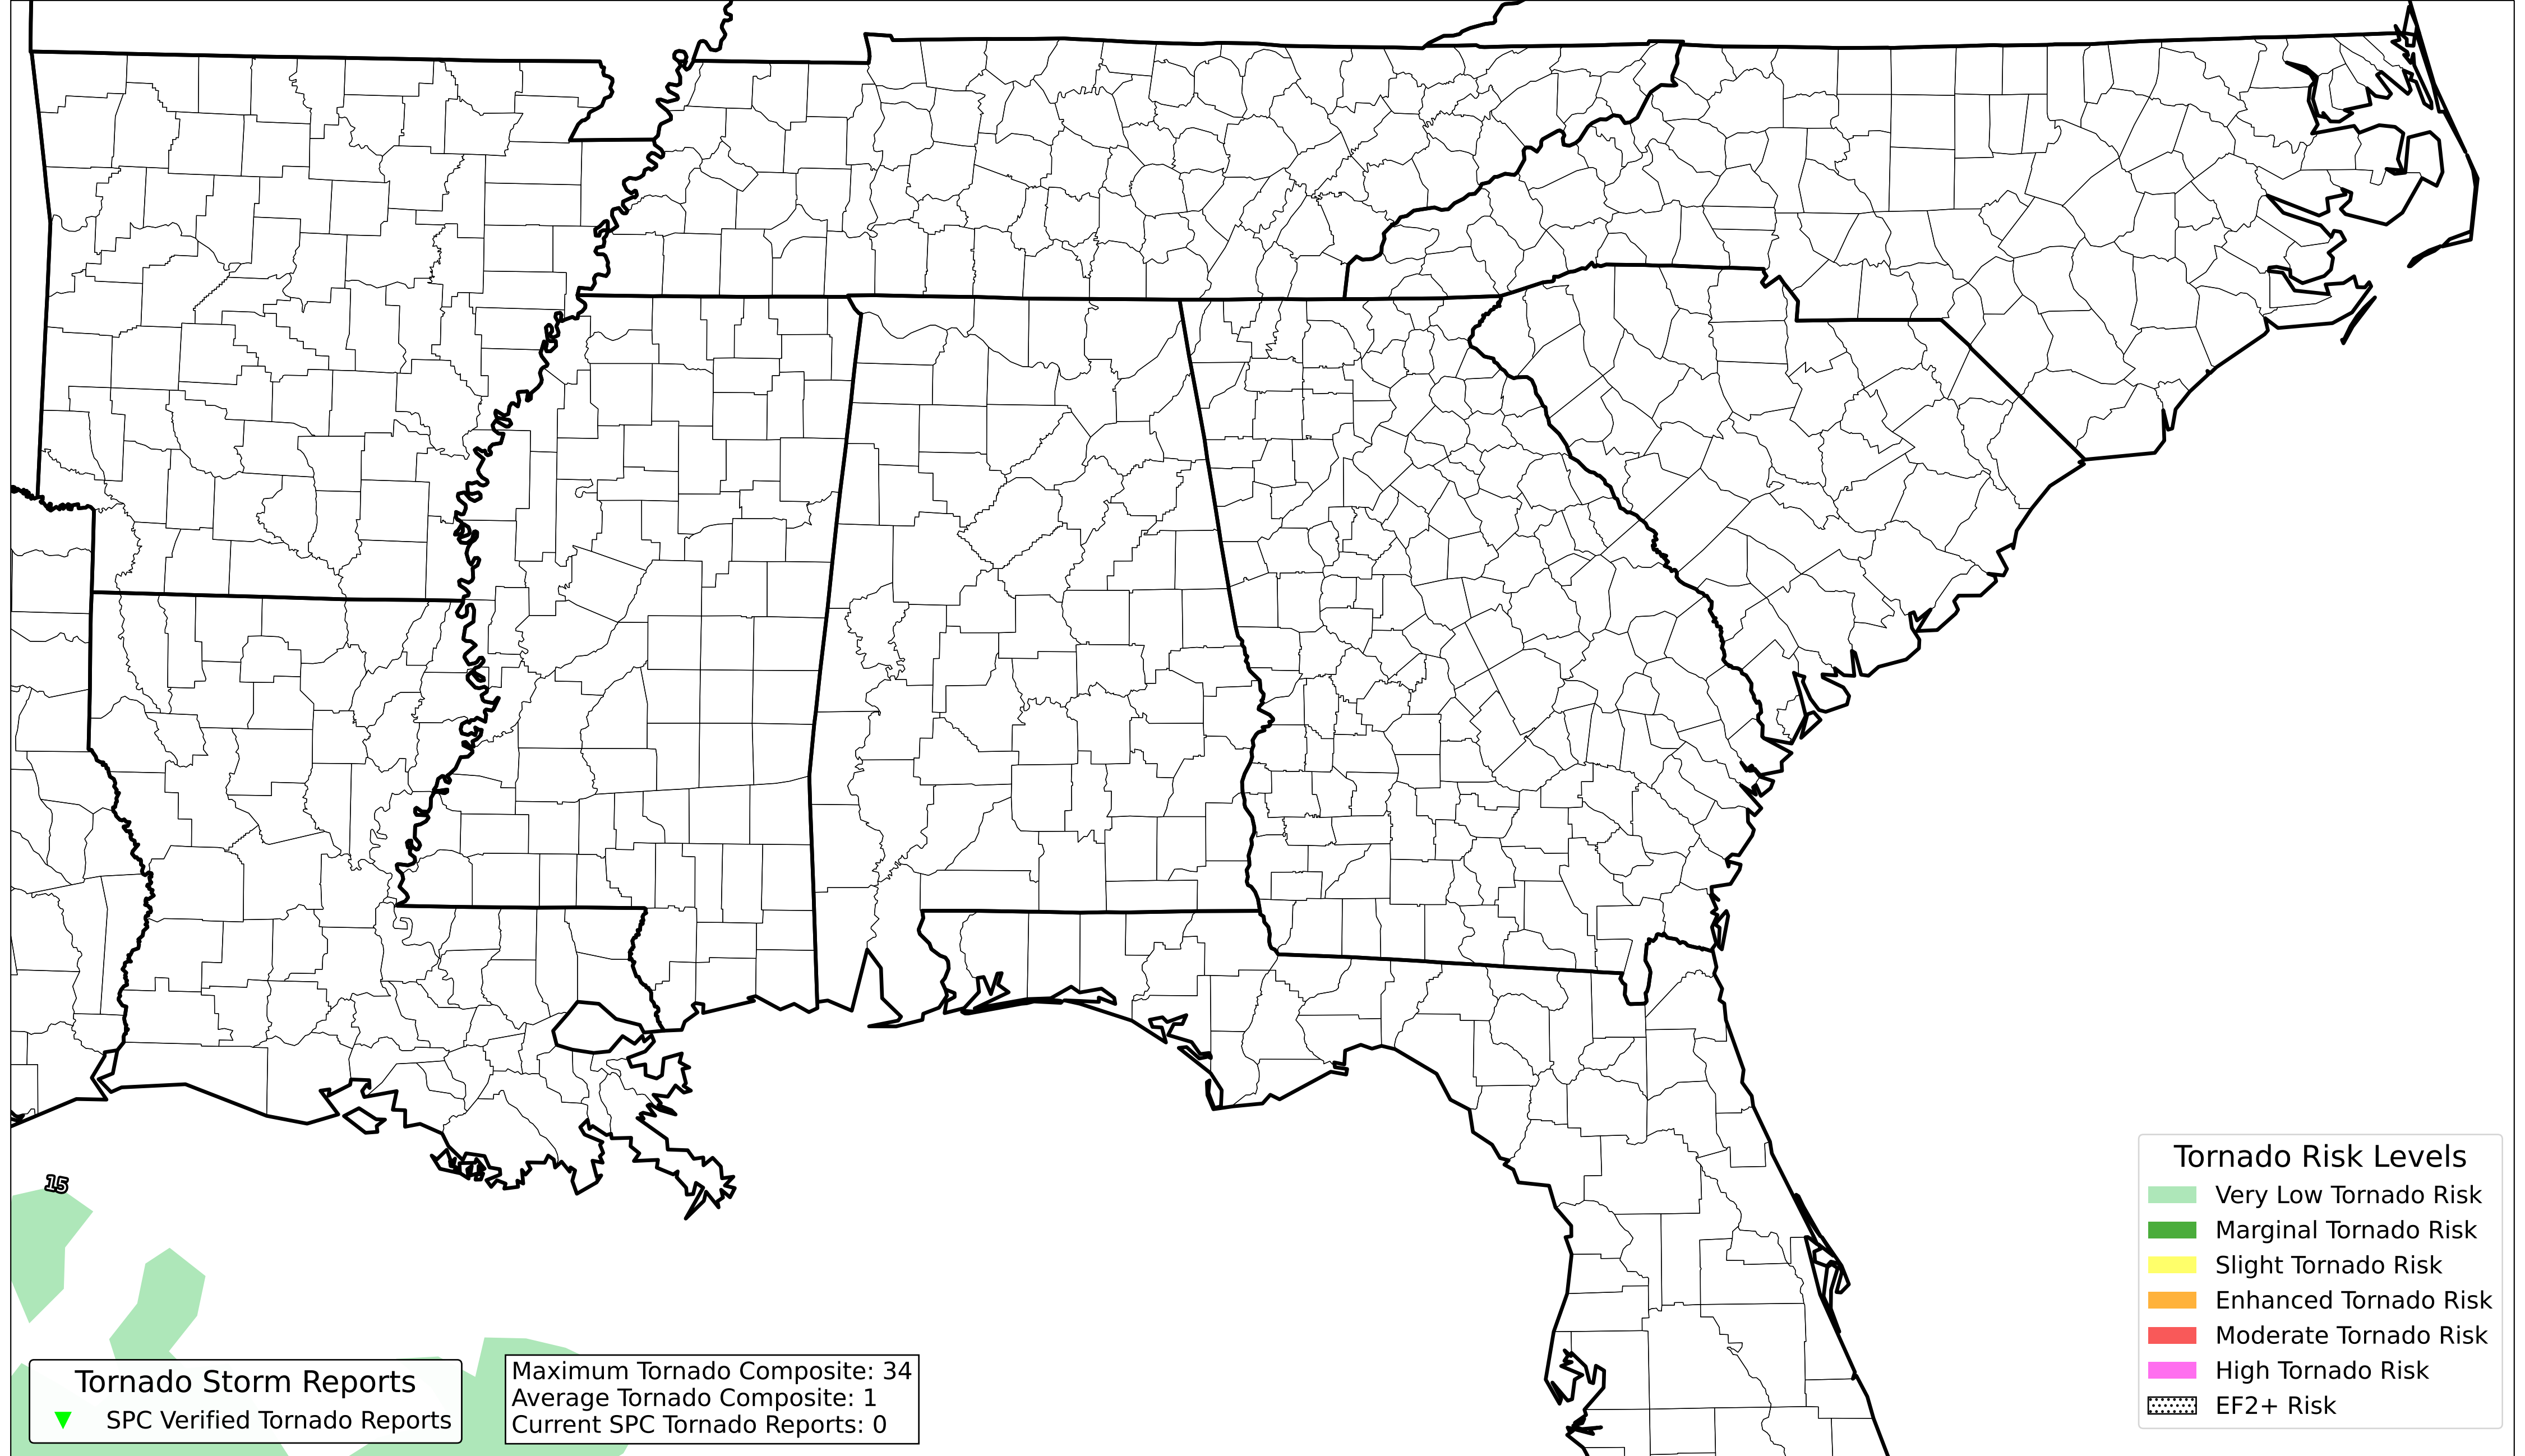 15
Tornado Storm Reports
SPC Verified Tornado Reports
Maximum Tornado Composite: 34
Average Tornado Composite: 1
Current SPC Tornado Reports: 0
Tornado Risk Levels
Very Low Tornado Risk
Marginal Tornado Risk
Slight Tornado Risk
Enhanced Tornado Risk
Moderate Tornado Risk
High Tornado Risk
EF2+ Risk